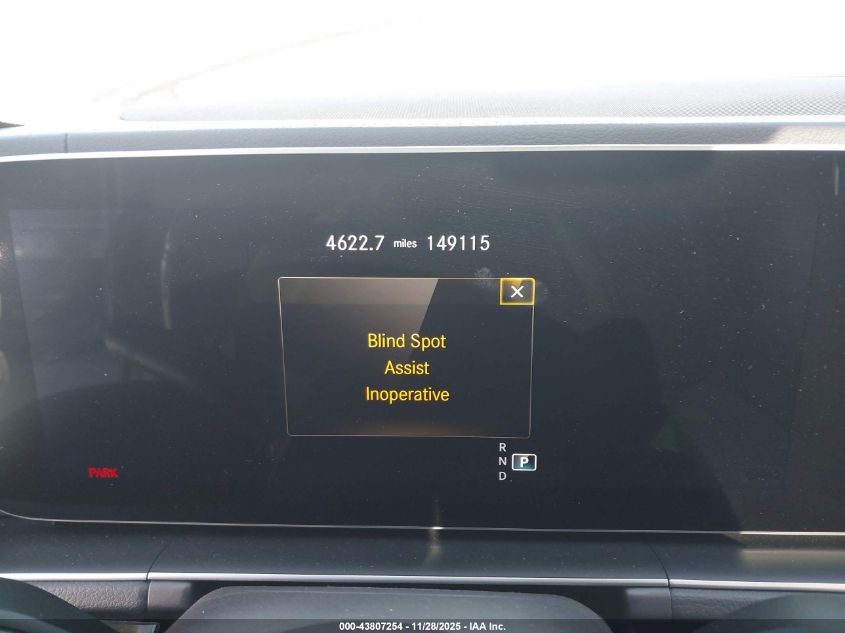 4622.7 miles 149115
Blind Spot
Assist
Inoperative
R
N P
D
PARK
000-43807254 - 11/28/2025 - IAA Inc.